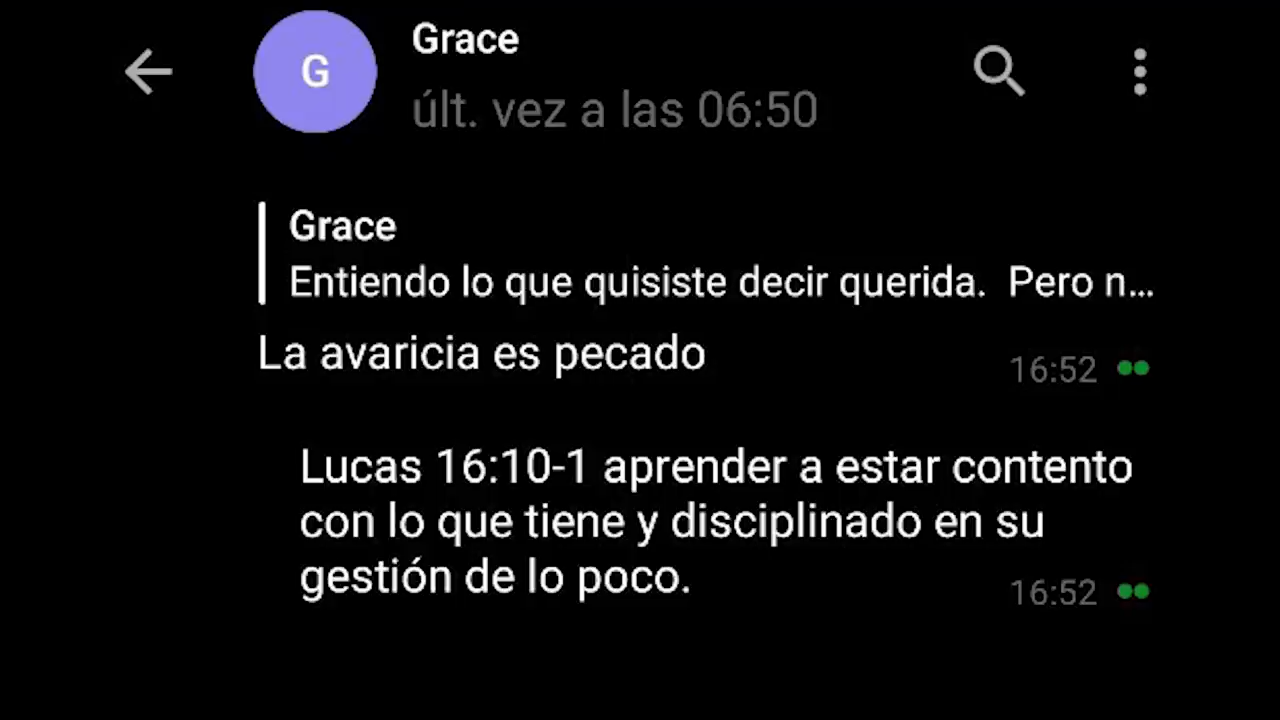 G
Grace
últ. vez a las 06:50
Grace
Entiendo lo que quisiste decir querida.  Pero n...
La avaricia es pecado
16:52
Lucas 16:10-1 aprender a estar contento
con lo que tiene y disciplinado en su
gestión de lo poco.
16:52